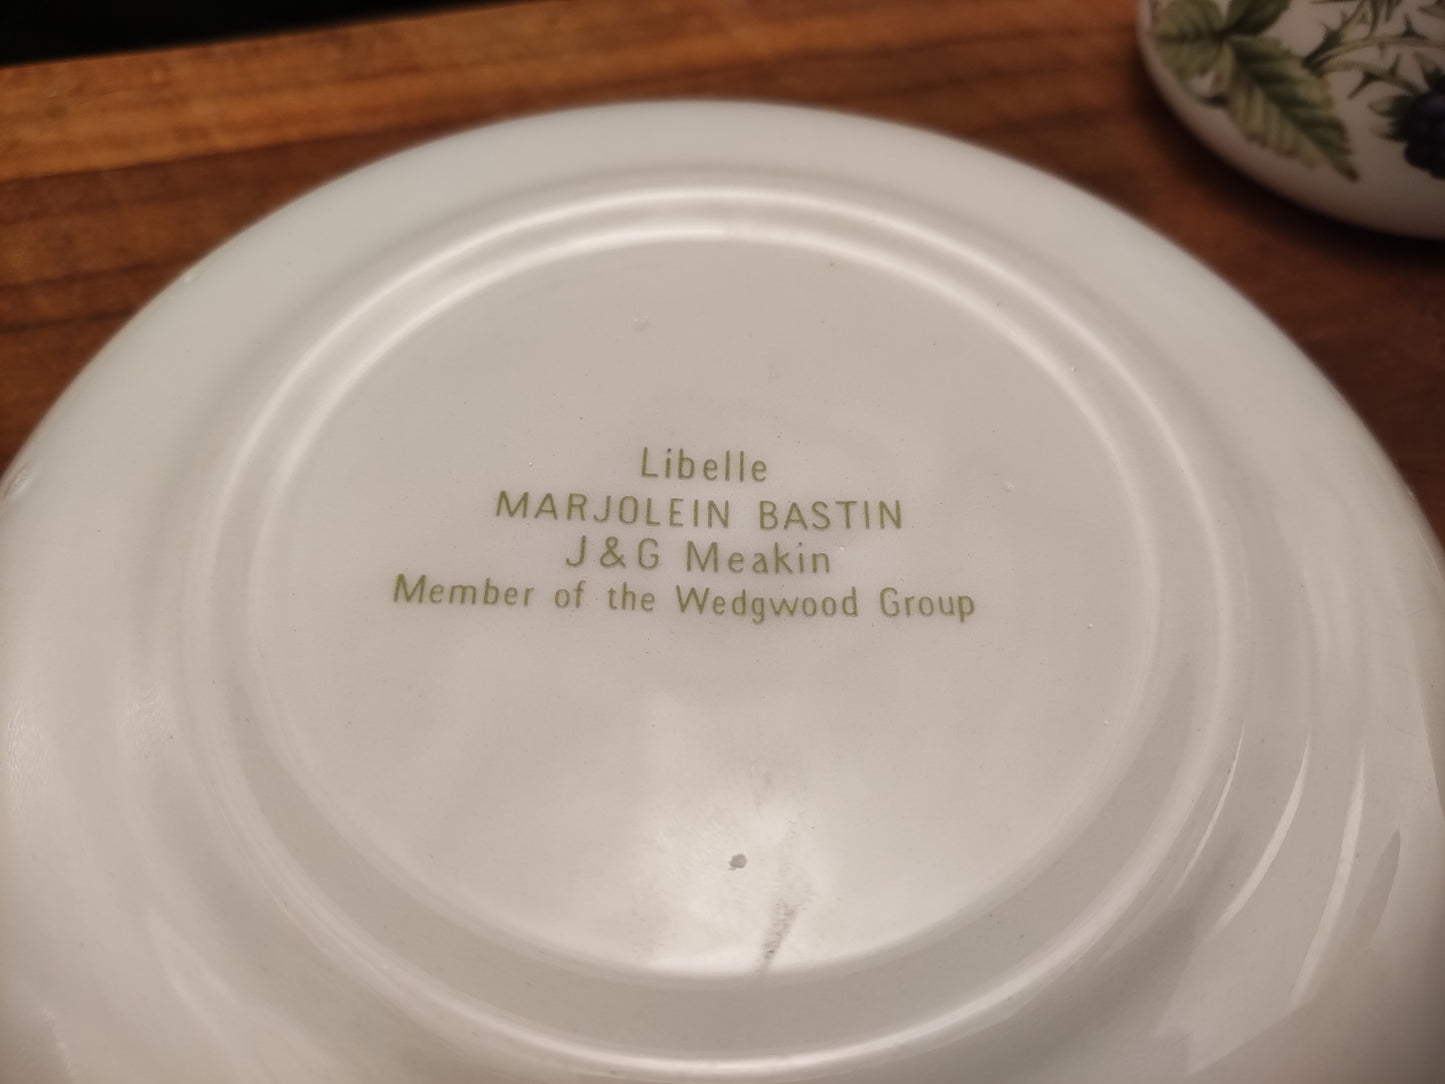 Libelle
MARJOLEIN BASTIN
J & G Meakin
Member of the Wedgwood Group